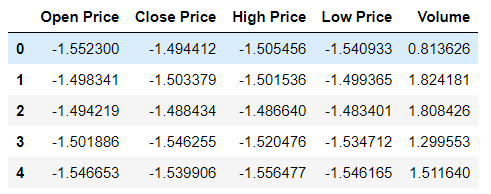 Open Price Close Price High Price Low Price Volume
0 -1.552300 -1.494412 -1.505456 -1.540933 0.813626
1 -1.498341 -1.503379 -1.501536 -1.499365 1.824181
2 -1.494219 -1.488434 -1.486640 -1.483401 1.808426
3 -1.501886 -1.546255 -1.520476 -1.534712 1.299553
4 -1.546653 -1.539906 -1.556477 -1.546165 1.511640